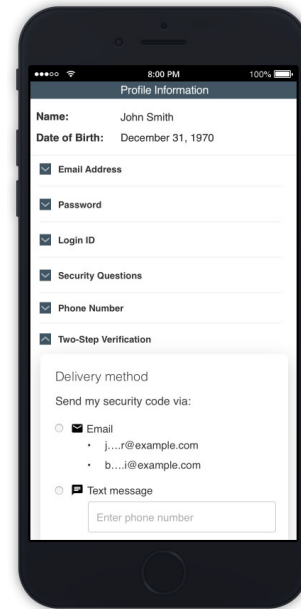 8:00 PM 100%
Profile Information
Name: John Smith
Date of Birth: December 31, 1970
Email Address
Password
Login ID
Security Questions
Phone Number
Two-Step Verification
Delivery method
Send my security code via:
Email
• j....r@example.com
• b....i@example.com
Text message
Enter phone number